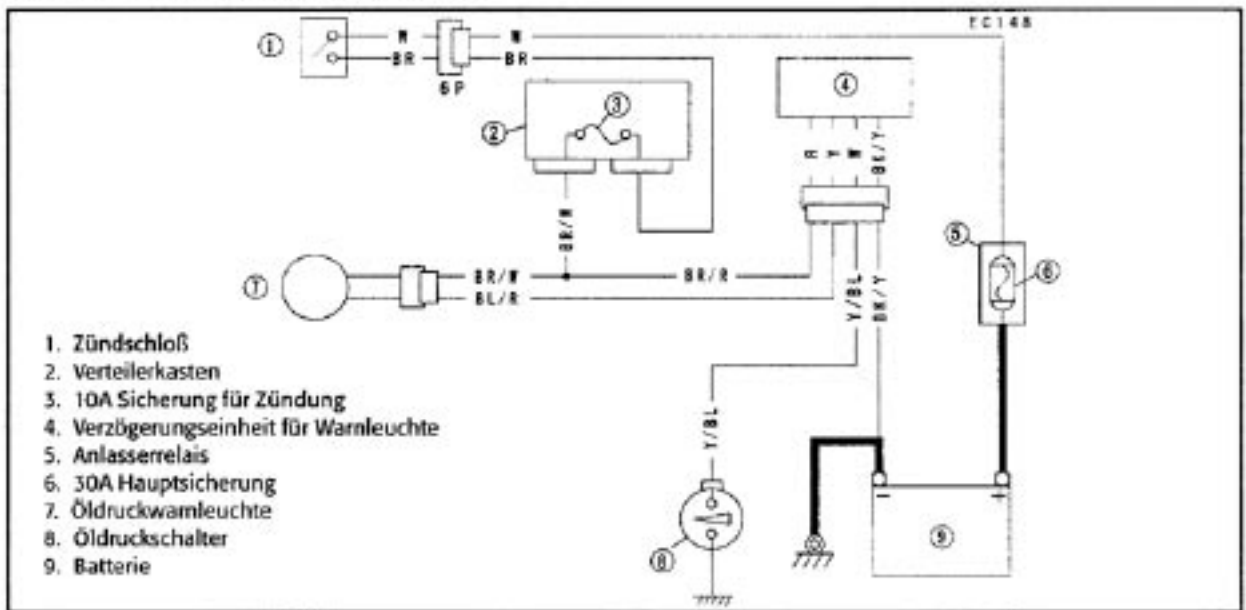 EC148
① W W
BR BR
6P
④
③
②
R Y W BK/Y
BR/W
⑤
⑥
⑦ BR/W BR/R
BL/R
Y/BL BK/Y
1. Zündschloß
2. Verteilerkasten
3. 10A Sicherung für Zündung
4. Verzögerungseinheit für Warnleuchte
5. Anlasserrelais
6. 30A Hauptsicherung
7. Öldruckwarnleuchte
8. Öldruckschalter
9. Batterie
Y/BL
⑧
− +
⑨